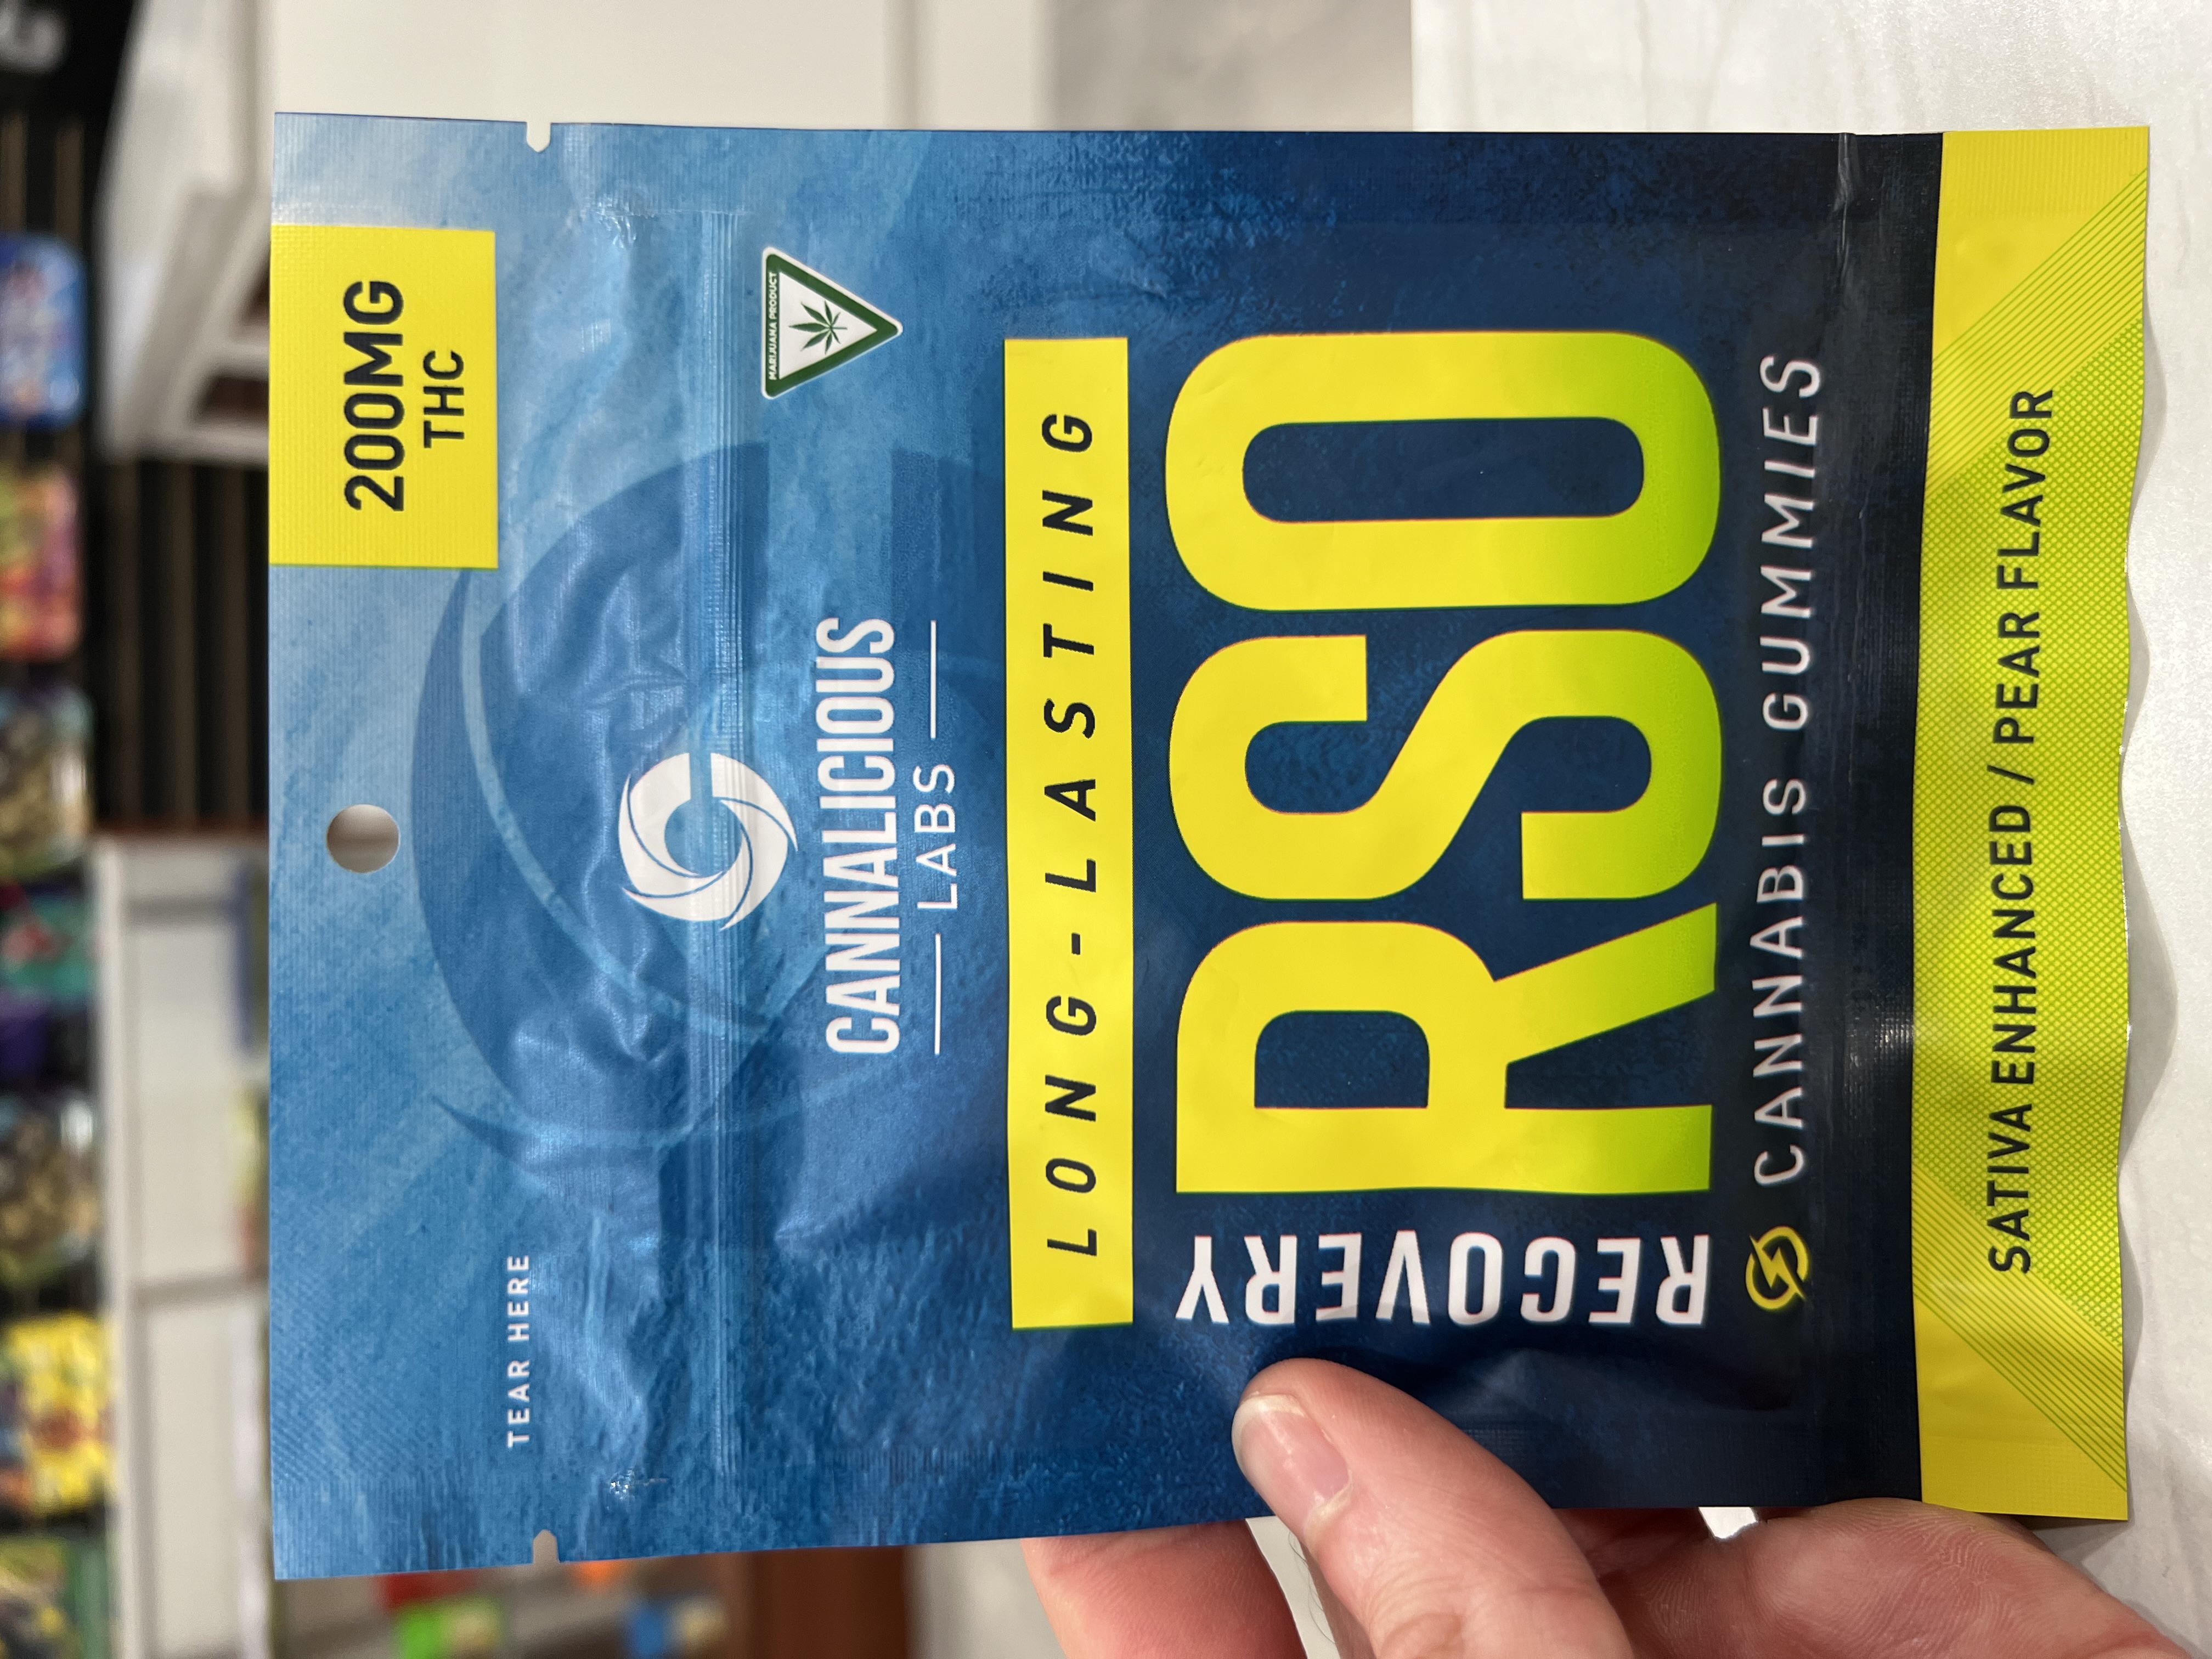 200MG
THC
TEAR HERE
MARIJUANA PRODUCT
CANNALICIOUS
LABS
LONG-LASTING
RECOVERY
RSO
CANNABIS GUMMIES
SATIVA ENHANCED / PEAR FLAVOR